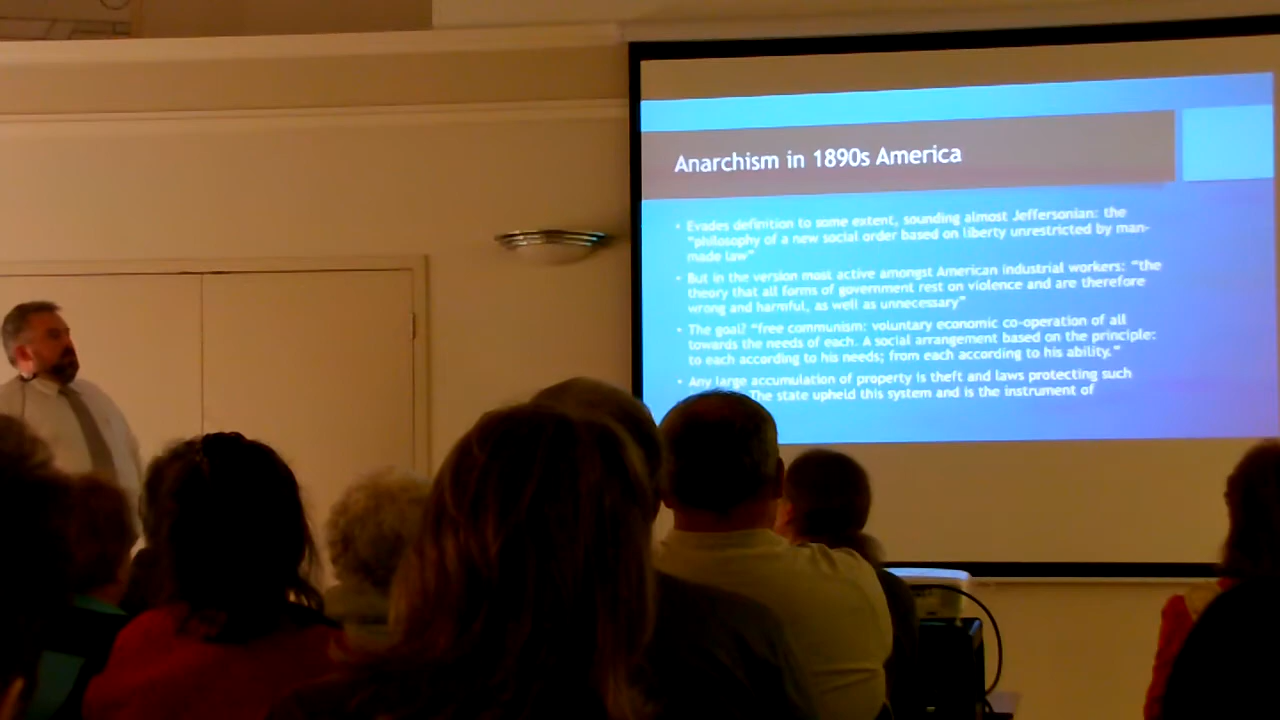 Anarchism in 1890s America
• Evades definition to some extent, sounding almost Jeffersonian: the
"philosophy of a new social order based on liberty unrestricted by man-
made law"
• But in the version most active amongst American industrial workers: "the
theory that all forms of government rest on violence and are therefore
wrong and harmful, as well as unnecessary"
• The goal? "free communism: voluntary economic co-operation of all
towards the needs of each. A social arrangement based on the principle:
to each according to his needs; from each according to his ability."
• Any large accumulation of property is theft and laws protecting such
The state upheld this system and is the instrument of